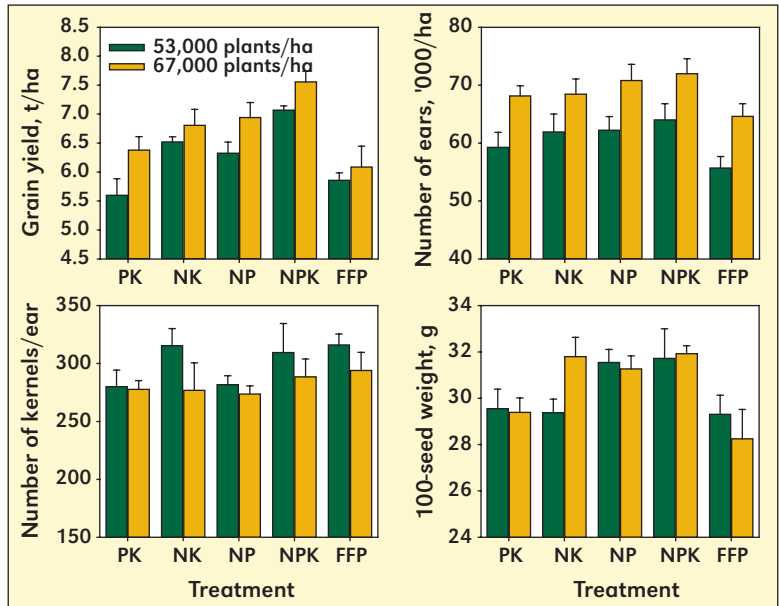 Grain yield, t/ha
8.5
8.0
7.5
7.0
6.5
6.0
5.5
5.0
4.5
53,000 plants/ha
67,000 plants/ha
PK NK NP NPK FFP
Number of ears, '000/ha
80
70
60
50
40
PK NK NP NPK FFP
Number of kernels/ear
350
300
250
200
150
PK NK NP NPK FFP
Treatment
100-seed weight, g
34
32
30
28
26
24
PK NK NP NPK FFP
Treatment